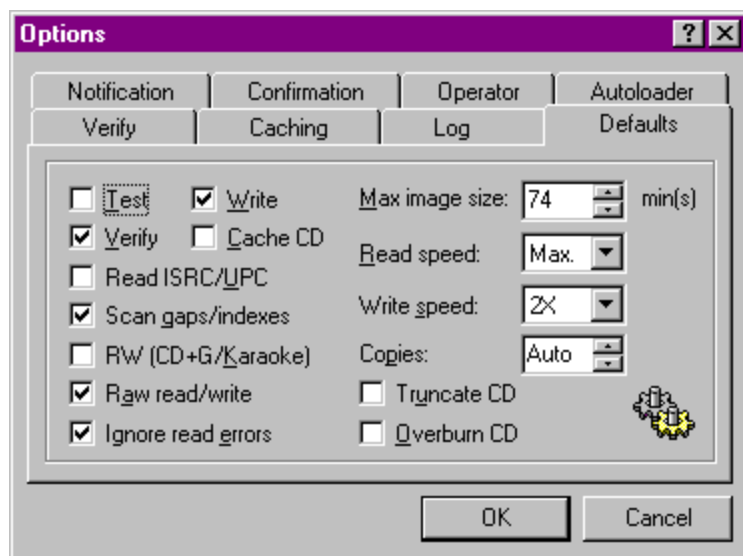 Options
Notification Confirmation Operator Autoloader
Verify Caching Log Defaults
Test Write Max image size: 74 min(s)
Verify Cache CD
Read speed: Max.
Read ISRC/UPC
Write speed: 2X
Scan gaps/indexes
RW (CD+G/Karaoke) Copies: Auto
Raw read/write Truncate CD
Ignore read errors Overburn CD
OK Cancel